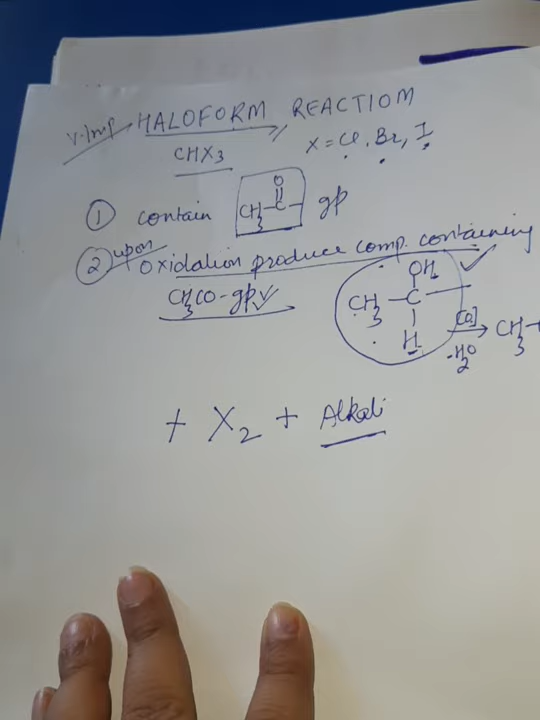 V.Imp HALOFORM REACTIOM
CHX3 X = Cl, Br, I
① contain CH3-C- gp
O
② upon Oxidation produce comp. containing
CH3CO-gp✓
OH
CH3-C-
H
[O] CH3-
-H2O
+ X2 + Alkali